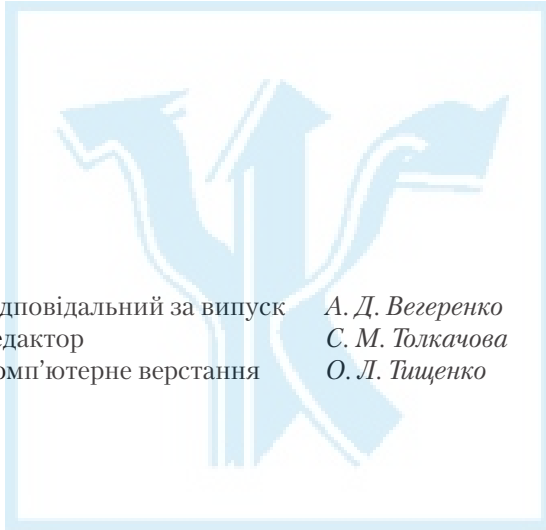 дповідальний за випуск А. Д. Вегеренко
едактор С. М. Толкачова
омп’ютерне верстання О. Л. Тищенко